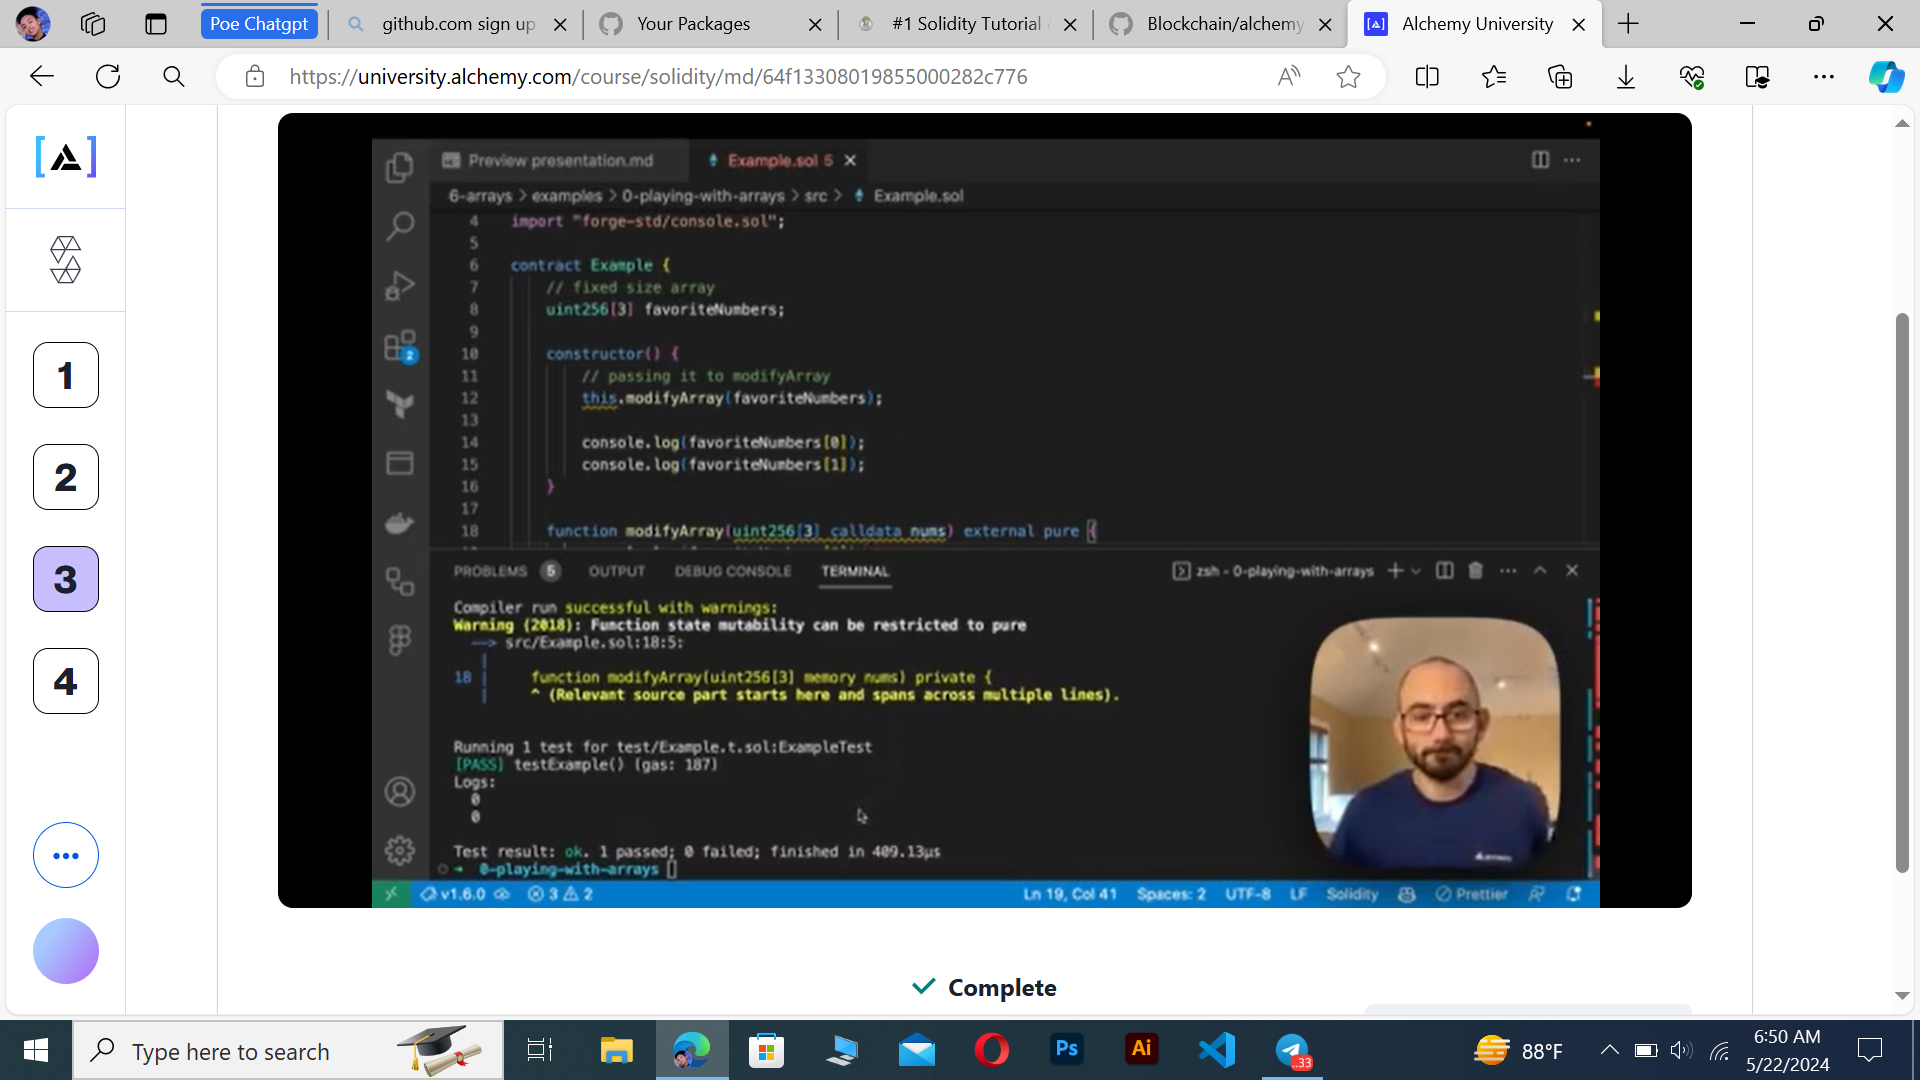 Poe Chatgpt
github.com sign up
Your Packages
#1 Solidity Tutorial
Blockchain/alchemy
[A] Alchemy University
https://university.alchemy.com/course/solidity/md/64f13308019855000282c776
1
2
3
4
Preview presentation.md
Example.sol 5
6-arrays > examples > 0-playing-with-arrays > src > Example.sol
4 import "forge-std/console.sol";
5
6 contract Example {
7 // fixed size array
8 uint256[3] favoriteNumbers;
9
10 constructor() {
11 // passing it to modifyArray
12 this.modifyArray(favoriteNumbers);
13
14 console.log(favoriteNumbers[0]);
15 console.log(favoriteNumbers[1]);
16 }
17
18 function modifyArray(uint256[3] calldata nums) external pure {
2
PROBLEMS 5 OUTPUT DEBUG CONSOLE TERMINAL
zsh - 0-playing-with-arrays
Compiler run successful with warnings:
Warning (2018): Function state mutability can be restricted to pure
--> src/Example.sol:18:5:
|
18 | function modifyArray(uint256[3] memory nums) private {
| ^ (Relevant source part starts here and spans across multiple lines).
Running 1 test for test/Example.t.sol:ExampleTest
[PASS] testExample() (gas: 187)
Logs:
0
0
Test result: ok. 1 passed; 0 failed; finished in 409.13µs
→ 0-playing-with-arrays
v1.6.0 3 2
Ln 19, Col 41 Spaces: 2 UTF-8 LF Solidity Prettier
Complete
Type here to search
Ps
Ai
..33
88°F
6:50 AM
5/22/2024